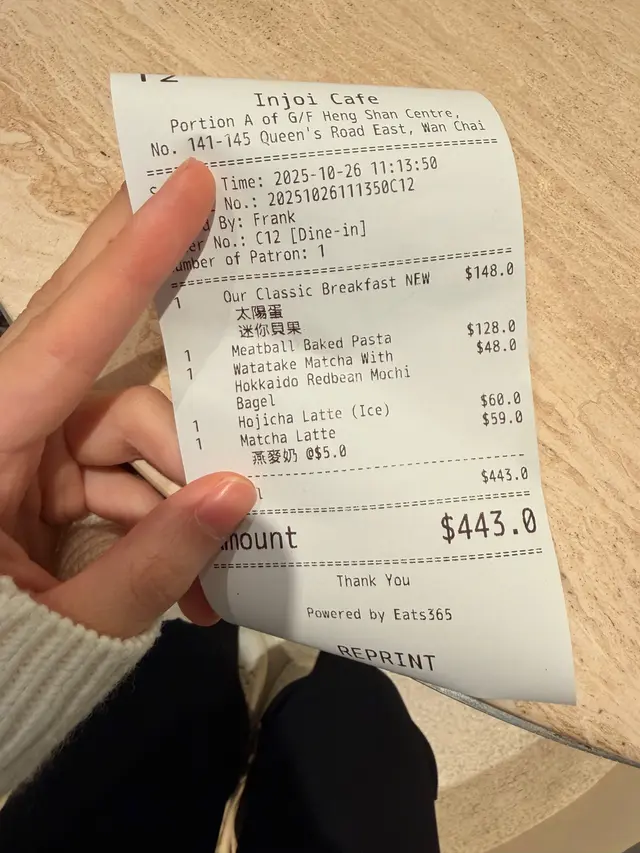 Injoi Cafe
Portion A of G/F Heng Shan Centre,
No. 141-145 Queen's Road East, Wan Chai
Time: 2025-10-26 11:13:50
No.: 20251026111350C12
By: Frank
No.: C12 [Dine-in]
of Patron: 1
1 Our Classic Breakfast NEW $148.0
太陽蛋
迷你貝果
1 Meatball Baked Pasta $128.0
1 Watatake Matcha With $48.0
Hokkaido Redbean Mochi
Bagel
1 Hojicha Latte (Ice) $60.0
1 Matcha Latte $59.0
燕麥奶 @$5.0
$443.0
$443.0
Thank You
Powered by Eats365
REPRINT